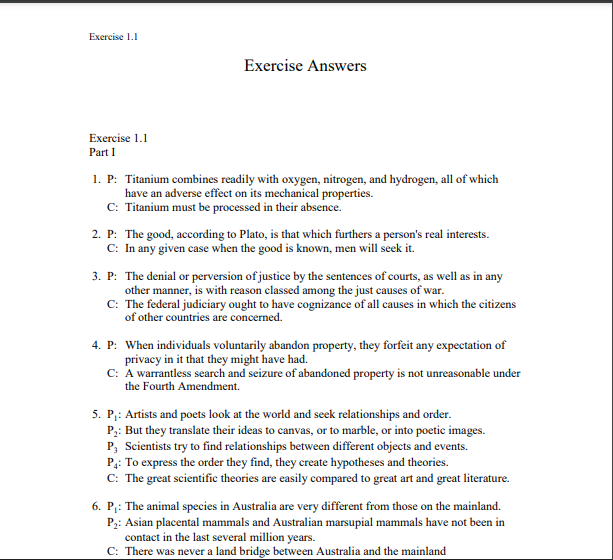 Exercise 1.1
Exercise Answers
Exercise 1.1
Part I
1. P: Titanium combines readily with oxygen, nitrogen, and hydrogen, all of which
have an adverse effect on its mechanical properties.
C: Titanium must be processed in their absence.
2. P: The good, according to Plato, is that which furthers a person's real interests.
C: In any given case when the good is known, men will seek it.
3. P: The denial or perversion of justice by the sentences of courts, as well as in any
other manner, is with reason classed among the just causes of war.
C: The federal judiciary ought to have cognizance of all causes in which the citizens
of other countries are concerned.
4. P: When individuals voluntarily abandon property, they forfeit any expectation of
privacy in it that they might have had.
C: A warrantless search and seizure of abandoned property is not unreasonable under
the Fourth Amendment.
5. P₁: Artists and poets look at the world and seek relationships and order.
P₂: But they translate their ideas to canvas, or to marble, or into poetic images.
P₃ Scientists try to find relationships between different objects and events.
P₄: To express the order they find, they create hypotheses and theories.
C: The great scientific theories are easily compared to great art and great literature.
6. P₁: The animal species in Australia are very different from those on the mainland.
P₂: Asian placental mammals and Australian marsupial mammals have not been in
contact in the last several million years.
C: There was never a land bridge between Australia and the mainland